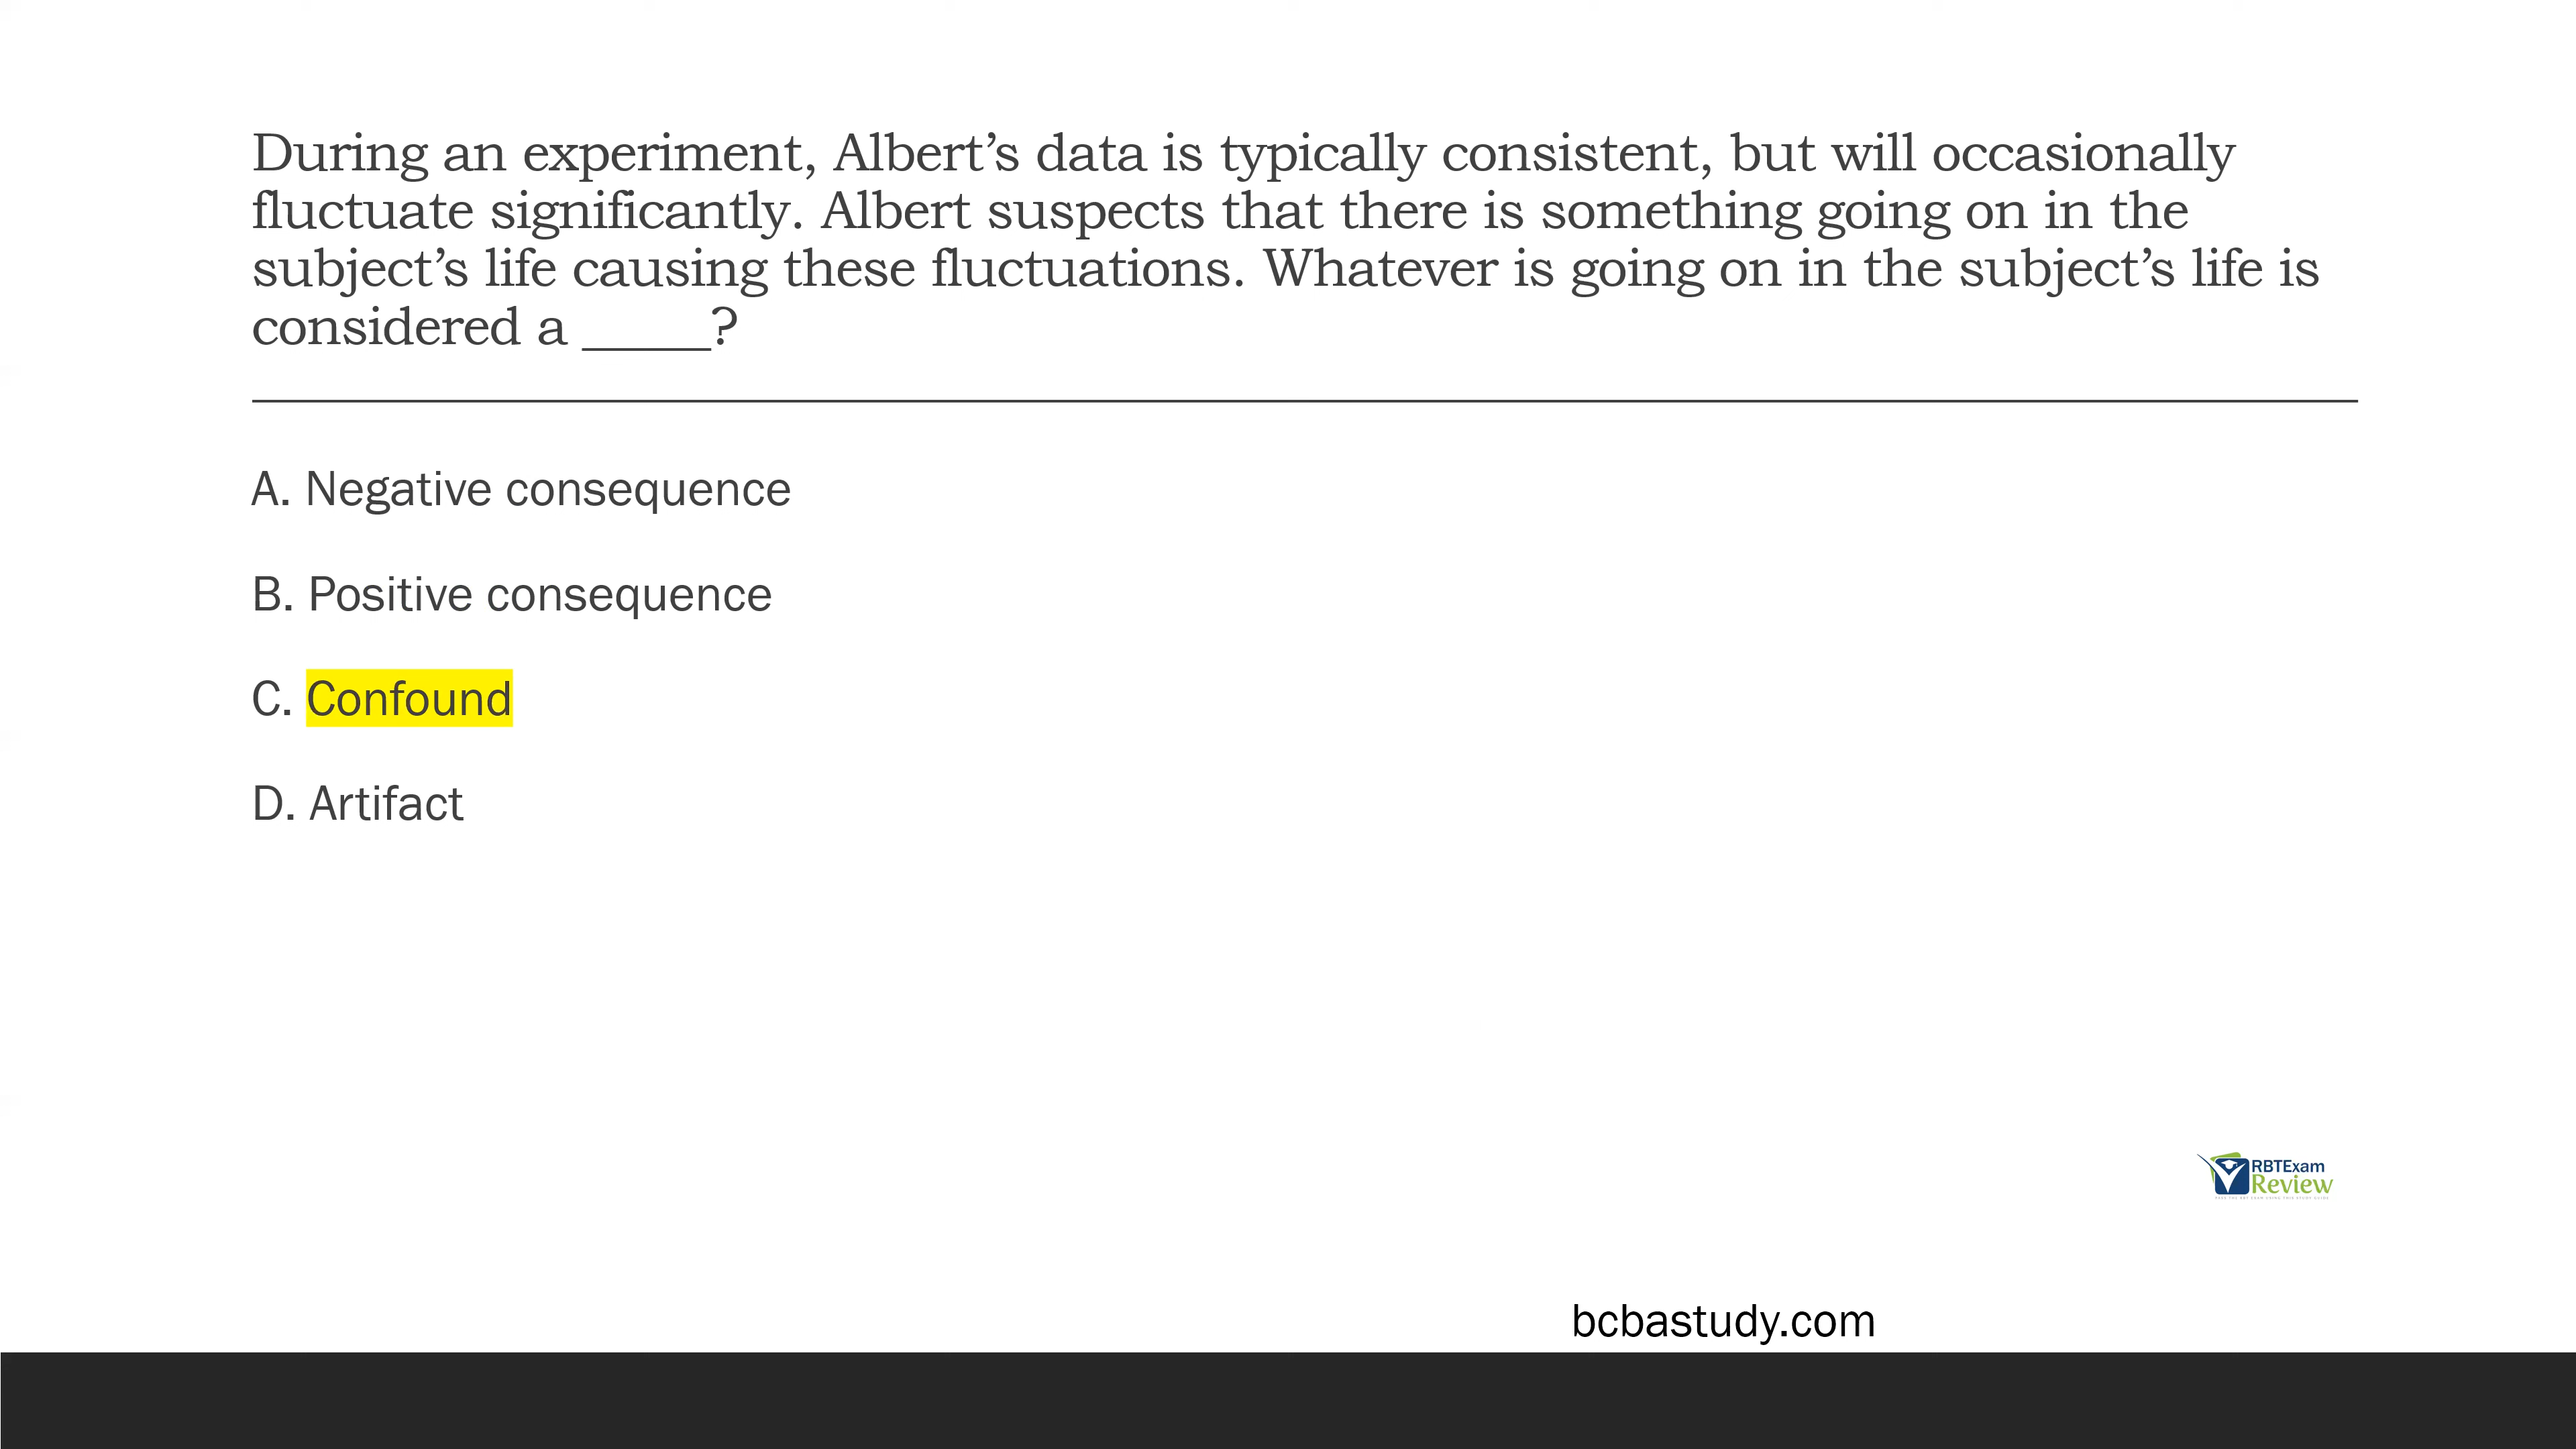 During an experiment, Albert’s data is typically consistent, but will occasionally
fluctuate significantly. Albert suspects that there is something going on in the
subject’s life causing these fluctuations. Whatever is going on in the subject’s life is
considered a _____?
A. Negative consequence
B. Positive consequence
C. Confound
D. Artifact
RBTExam
Review
bcbastudy.com